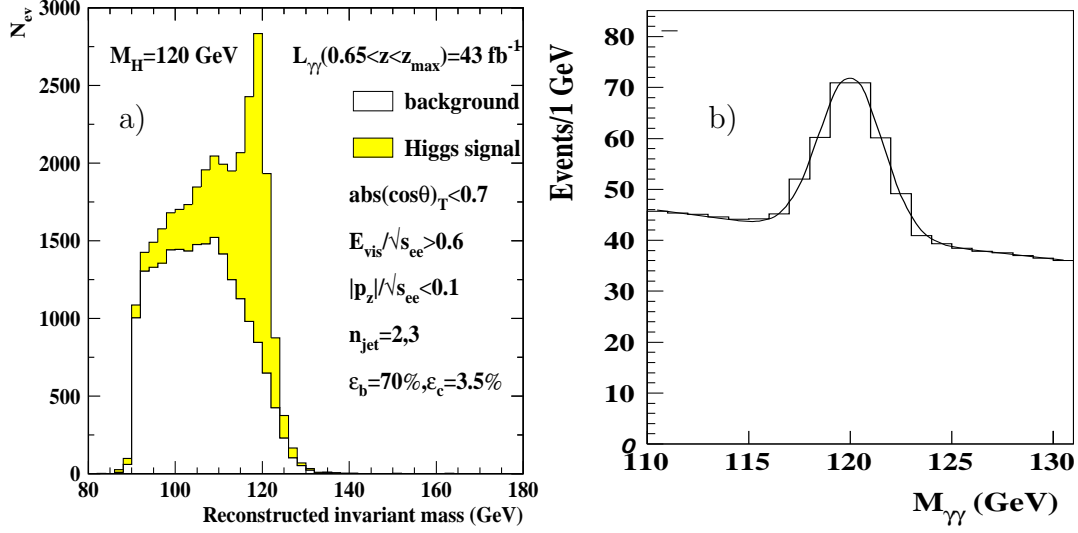 N_ev
3000
2500
2000
1500
1000
500
0
a)
M_H=120 GeV
L_γγ(0.65<z<z_max)=43 fb^-1
background
Higgs signal
abs(cosθ)_T<0.7
E_vis/√s_ee>0.6
|p_z|/√s_ee<0.1
n_jet=2,3
ε_b=70%,ε_c=3.5%
80 100 120 140 160 180
Reconstructed invariant mass (GeV)
Events/1 GeV
80
70
60
50
40
30
20
10
0
b)
110 115 120 125 130
M_γγ (GeV)